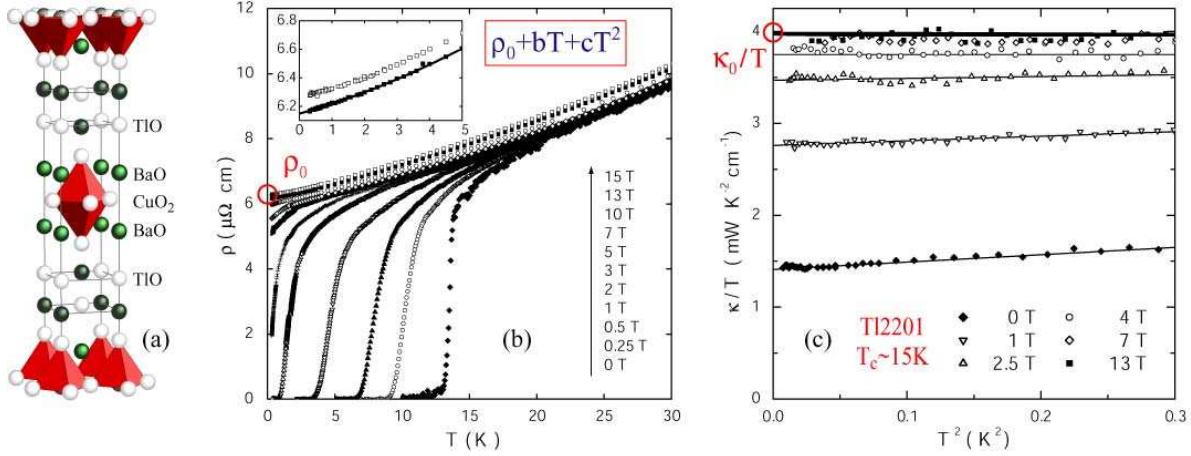 TlO
BaO
CuO2
BaO
TlO
(a)
6.8
6.6
6.4
6.2
0 1 2 3 4 5
ρ0+bT+cT2
12
10
8
6
4
2
0
ρ (μΩ cm)
ρ0
15 T
13 T
10 T
7 T
5 T
3 T
2 T
1 T
0.5 T
0.25 T
0 T
(b)
0 5 10 15 20 25 30
T (K)
4
3
2
1
0
κ/T (mW K-2 cm-1)
κ0/T
Tl2201
Tc~15K
(c)
0 T
1 T
2.5 T
4 T
7 T
13 T
0.0 0.1 0.2 0.3
T 2 (K2)